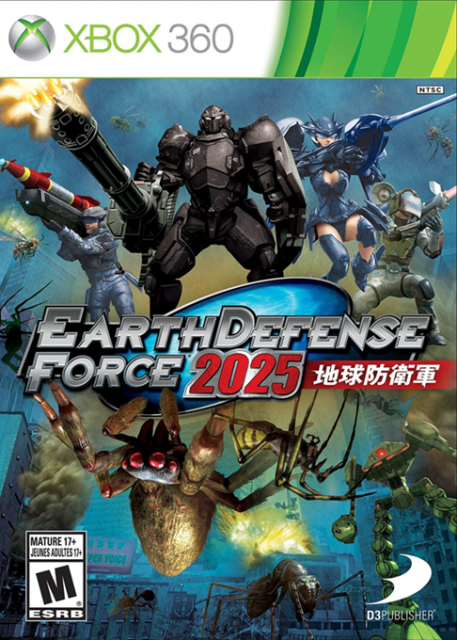 XBOX 360
NTSC
EARTH DEFENSE
FORCE 2025 地球防衛軍
MATURE 17+
JEUNES ADULTES 17+
M
ESRB
D3PUBLISHER